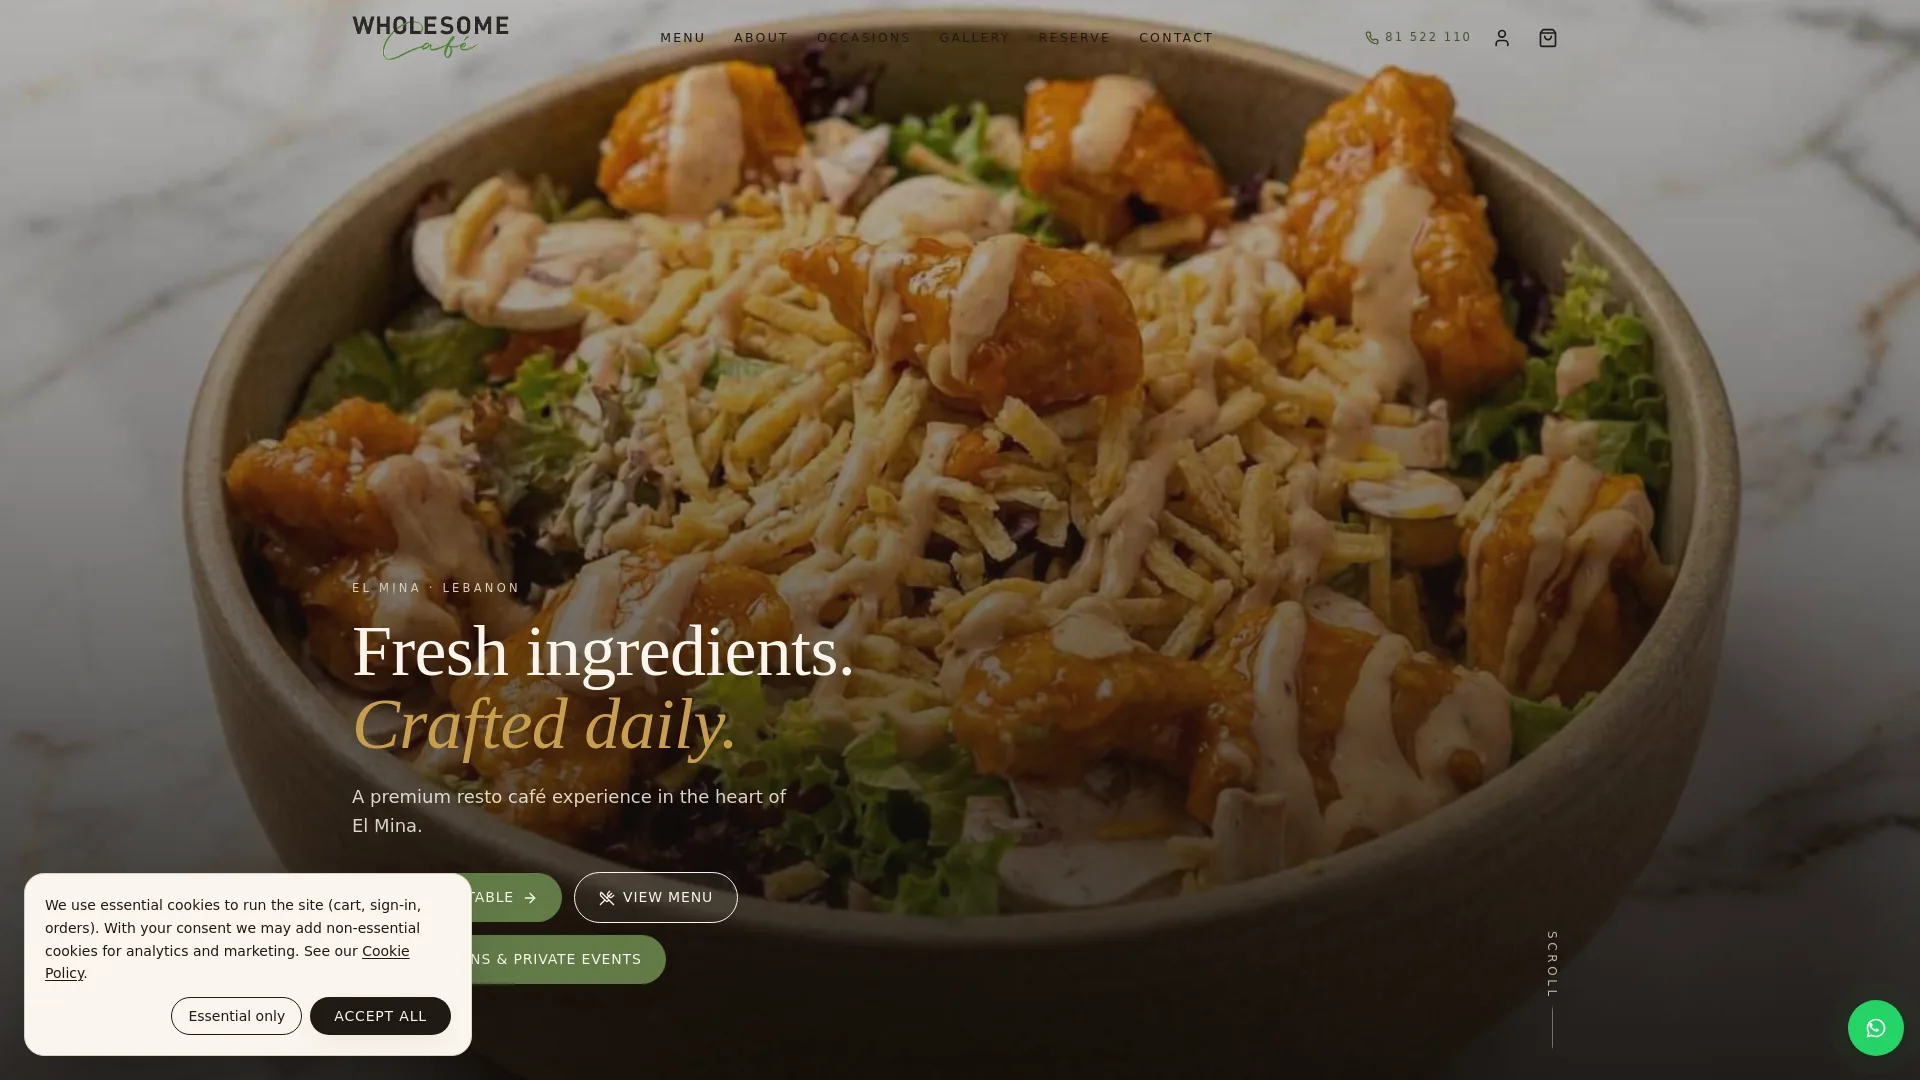 WHOLESOME
Café
MENU ABOUT OCCASIONS GALLERY RESERVE CONTACT
81 522 110
EL MINA · LEBANON
Fresh ingredients.
Crafted daily.
A premium resto café experience in the heart of
El Mina.
TABLE
VIEW MENU
NS & PRIVATE EVENTS
We use essential cookies to run the site (cart, sign-in,
orders). With your consent we may add non-essential
cookies for analytics and marketing. See our Cookie
Policy.
Essential only
ACCEPT ALL
SCROLL